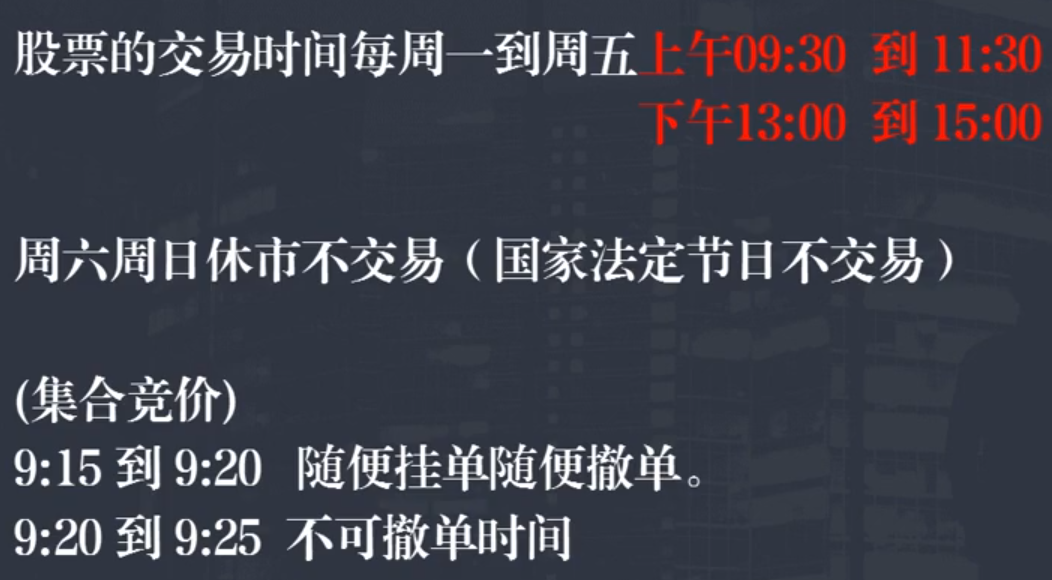 股票的交易时间每周一到周五上午09:30 到 11:30
下午13:00 到 15:00
周六周日休市不交易（国家法定节日不交易）
(集合竞价)
9:15 到 9:20 随便挂单随便撤单。
9:20 到 9:25 不可撤单时间